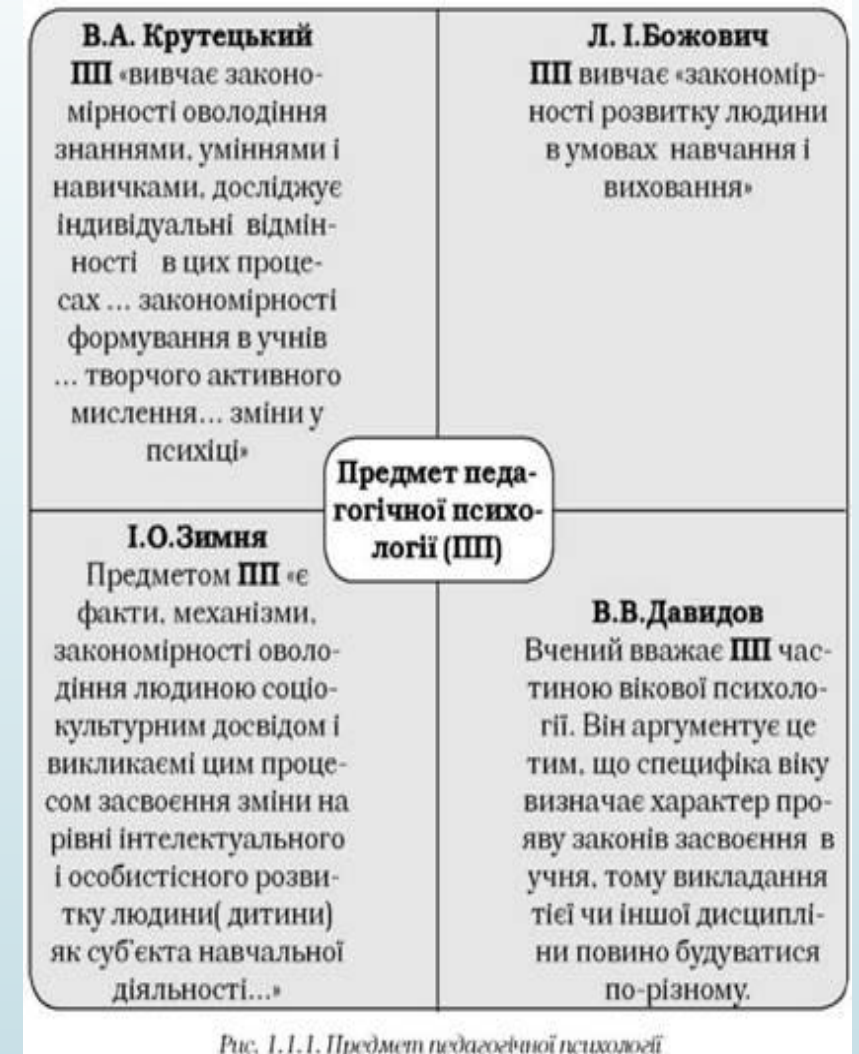 В.А. Крутецький
ПП «вивчає законо-
мірності оволодіння
знаннями, уміннями і
навичками, досліджує
індивідуальні відмін-
ності в цих проце-
сах ... закономірності
формування в учнів
... творчого активного
мислення... зміни у
психіці»
Л. І.Божович
ПП вивчає «закономір-
ності розвитку людини
в умовах навчання і
виховання»
Предмет педа-
гогічної психо-
логії (ПП)
І.О.Зимня
Предметом ПП «є
факти, механізми,
закономірності оволо-
діння людиною соціо-
культурним досвідом і
викликаємі цим проце-
сом засвоєння зміни на
рівні інтелектуального
і особистісного розви-
тку людини( дитини)
як суб'єкта навчальної
діяльності...»
В.В.Давидов
Вчений вважає ПП час-
тиною вікової психоло-
гії. Він аргументує це
тим, що специфіка віку
визначає характер про-
яву законів засвоєння в
учня, тому викладання
тієї чи іншої дисциплі-
ни повино будуватися
по-різному.
Рис. 1.1.1. Предмет педагогічної психології